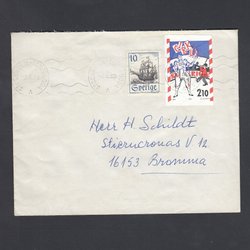 10
Sverige
210
Herr H. Schildt
Stierncronas V 12
16153 Bromma